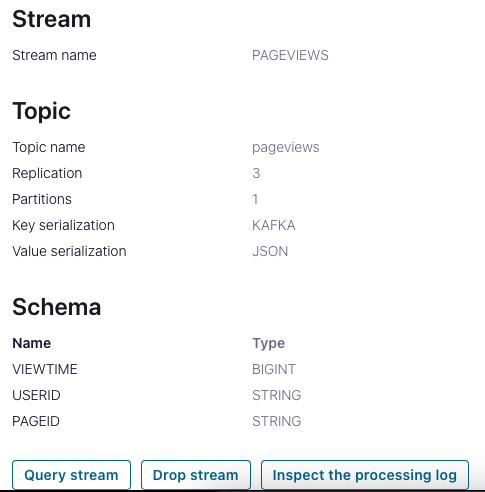 Stream
Stream name PAGEVIEWS
Topic
Topic name pageviews
Replication 3
Partitions 1
Key serialization KAFKA
Value serialization JSON
Schema
Name Type
VIEWTIME BIGINT
USERID STRING
PAGEID STRING
Query stream Drop stream Inspect the processing log